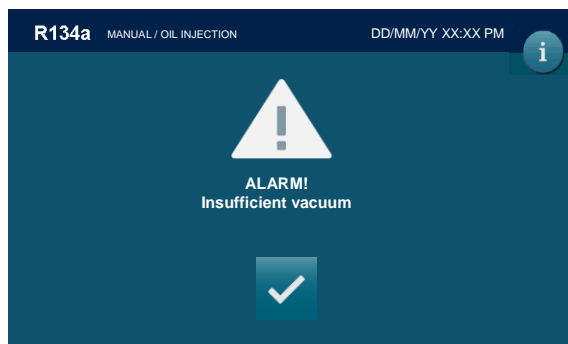 R134a MANUAL / OIL INJECTION DD/MM/YY XX:XX PM
i
ALARM!
Insufficient vacuum